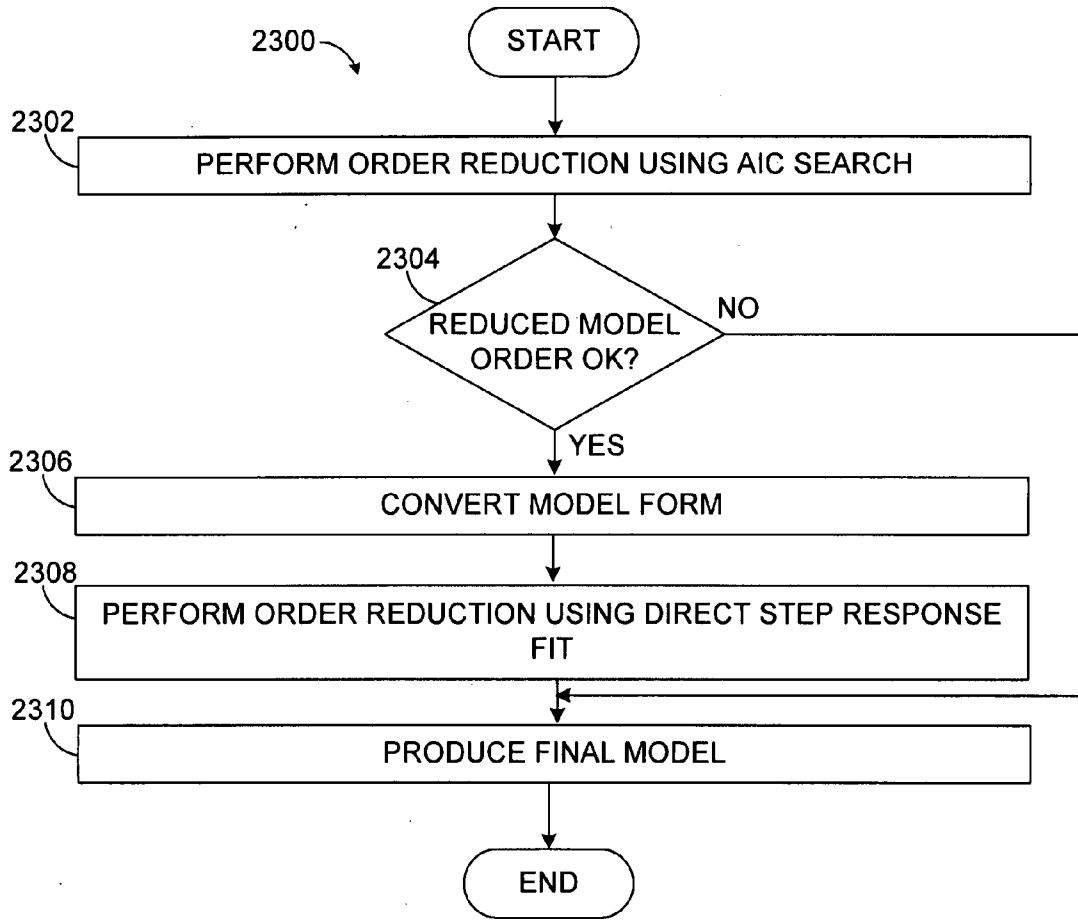 START
2300
2302
PERFORM ORDER REDUCTION USING AIC SEARCH
2304
REDUCED MODEL
ORDER OK?
NO
YES
2306
CONVERT MODEL FORM
2308
PERFORM ORDER REDUCTION USING DIRECT STEP RESPONSE
FIT
2310
PRODUCE FINAL MODEL
END